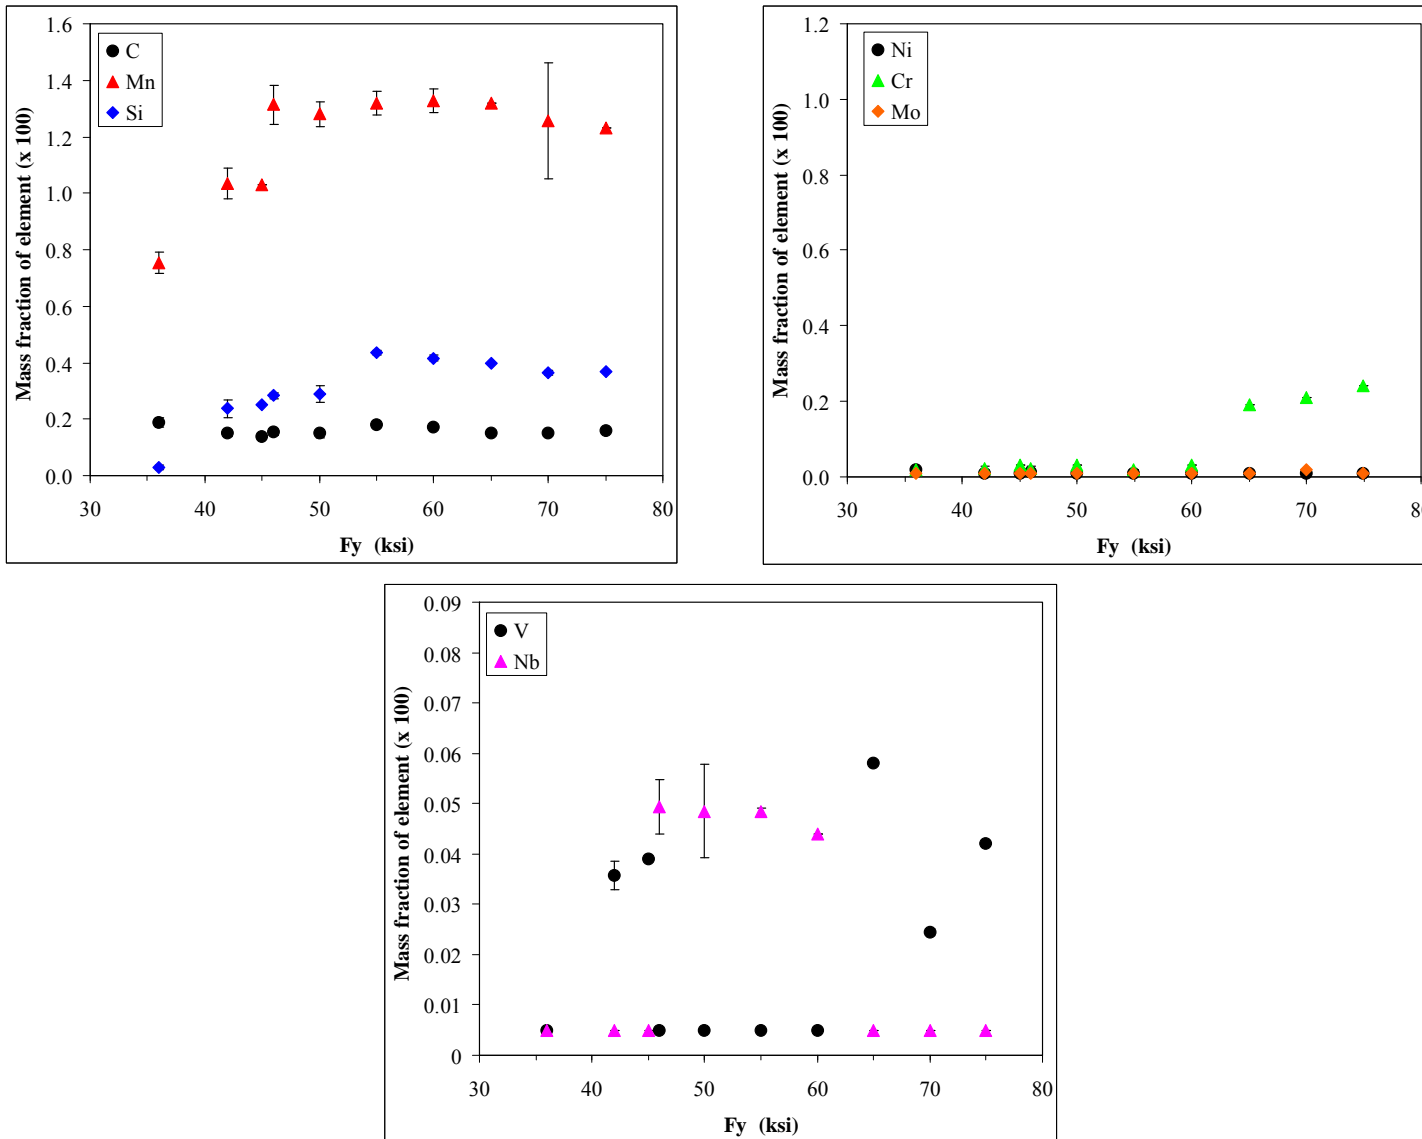 Mass fraction of element (x 100)
1.6
1.4
1.2
1.0
0.8
0.6
0.4
0.2
0.0
C
Mn
Si
30 40 50 60 70 80
Fy (ksi)
Mass fraction of element (x 100)
1.2
1.0
0.8
0.6
0.4
0.2
0.0
Ni
Cr
Mo
30 40 50 60 70 80
Fy (ksi)
Mass fraction of element (x 100)
0.09
0.08
0.07
0.06
0.05
0.04
0.03
0.02
0.01
0
V
Nb
30 40 50 60 70 80
Fy (ksi)